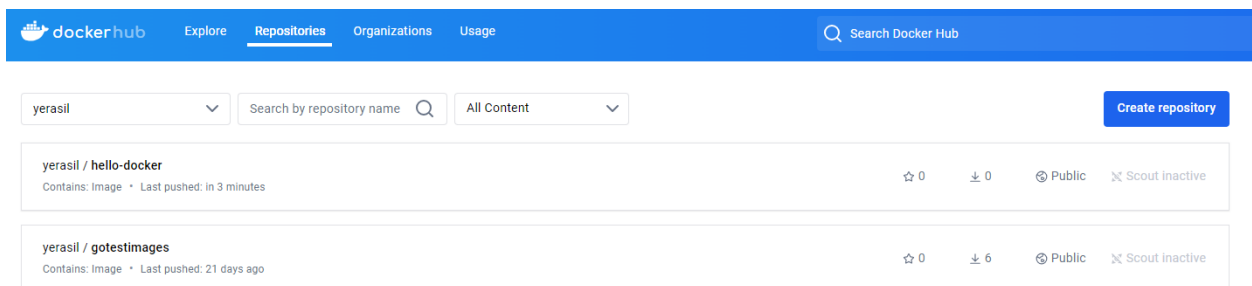 dockerhub Explore Repositories Organizations Usage Search Docker Hub
yerasil Search by repository name All Content Create repository
yerasil / hello-docker
Contains: Image • Last pushed: in 3 minutes
0 0 Public Scout inactive
yerasil / gotestimages
Contains: Image • Last pushed: 21 days ago
0 6 Public Scout inactive